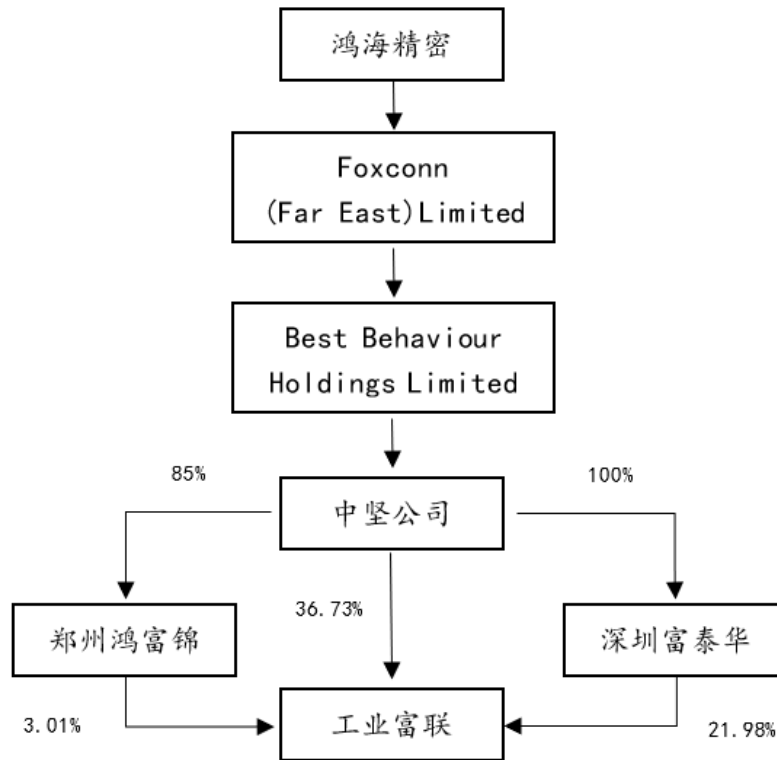 鸿海精密
Foxconn
(Far East)Limited
Best Behaviour
Holdings Limited
85%
100%
中坚公司
36.73%
郑州鸿富锦
深圳富泰华
3.01%
工业富联
21.98%